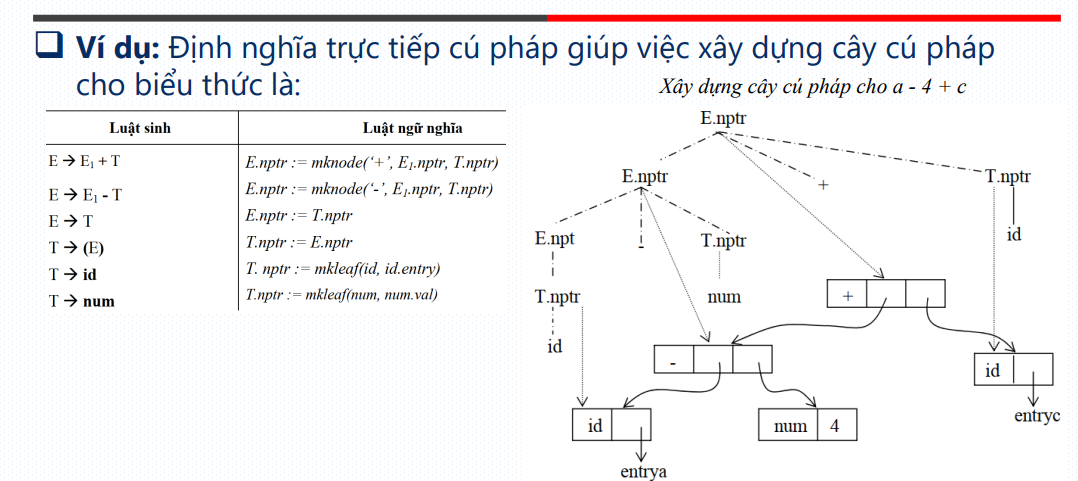 Ví dụ: Định nghĩa trực tiếp cú pháp giúp việc xây dựng cây cú pháp
cho biểu thức là:
Xây dựng cây cú pháp cho a - 4 + c
Luật sinh Luật ngữ nghĩa
E → E₁ + T E.nptr := mknode(‘+’, E₁.nptr, T.nptr)
E → E₁ - T E.nptr := mknode(‘-’, E₁.nptr, T.nptr)
E → T E.nptr := T.nptr
T → (E) T.nptr := E.nptr
T → id T. nptr := mkleaf(id, id.entry)
T → num T.nptr := mkleaf(num, num.val)
E.nptr
E.nptr + T.nptr
E.npt - T.nptr id
T.nptr num
+
id
-
id
id num 4
entryc
entrya